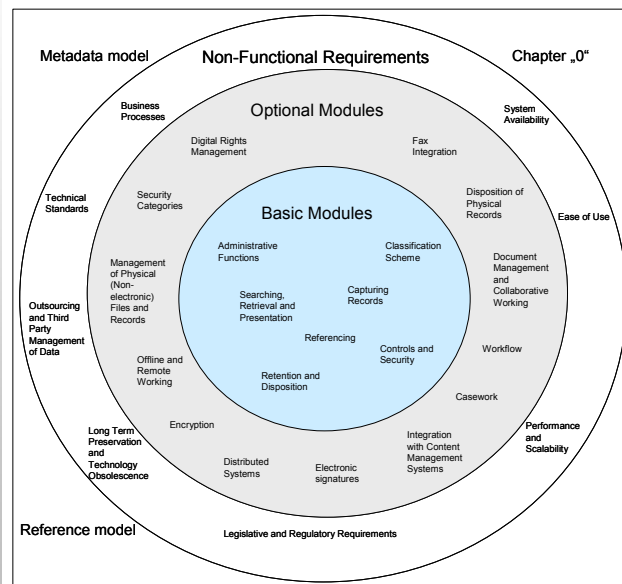 Metadata model
Non-Functional Requirements
Chapter „0“
Business
Processes
Optional Modules
System
Availability
Digital Rights
Management
Fax
Integration
Technical
Standards
Security
Categories
Basic Modules
Disposition of
Physical
Records
Ease of Use
Administrative
Functions
Classification
Scheme
Management
of Physical
(Non-
electronic)
Files and
Records
Document
Management
and
Collaborative
Working
Searching,
Retrieval and
Presentation
Capturing
Records
Outsourcing
and Third
Party
Management
of Data
Referencing
Controls and
Security
Workflow
Offline and
Remote
Working
Retention and
Disposition
Casework
Encryption
Long Term
Preservation
and
Technology
Obsolescence
Performance
and
Scalability
Distributed
Systems
Electronic
signatures
Integration
with Content
Management
Systems
Reference model
Legislative and Regulatory Requirements